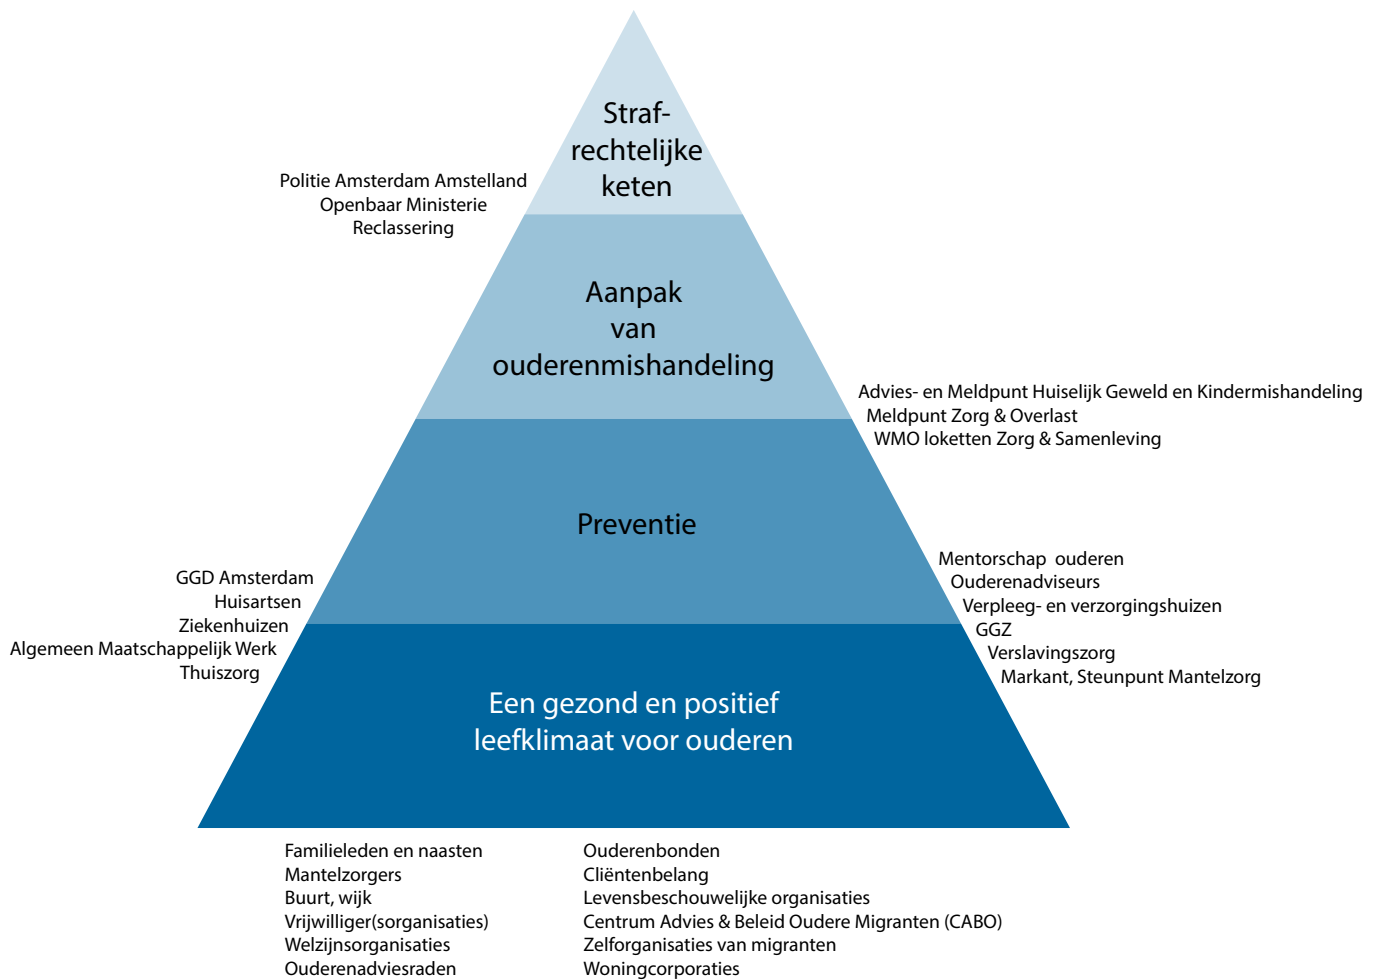 Straf-
rechtelijke
keten
Politie Amsterdam Amstelland
Openbaar Ministerie
Reclassering
Aanpak
van
ouderenmishandeling
Advies- en Meldpunt Huiselijk Geweld en Kindermishandeling
Meldpunt Zorg & Overlast
WMO loketten Zorg & Samenleving
Preventie
GGD Amsterdam
Huisartsen
Ziekenhuizen
Algemeen Maatschappelijk Werk
Thuiszorg
Mentorschap ouderen
Ouderenadviseurs
Verpleeg- en verzorgingshuizen
GGZ
Verslavingszorg
Markant, Steunpunt Mantelzorg
Een gezond en positief
leefklimaat voor ouderen
Familieleden en naasten
Mantelzorgers
Buurt, wijk
Vrijwilliger(sorganisaties)
Welzijnsorganisaties
Ouderenadviesraden
Ouderenbonden
Cliëntenbelang
Levensbeschouwelijke organisaties
Centrum Advies & Beleid Oudere Migranten (CABO)
Zelforganisaties van migranten
Woningcorporaties